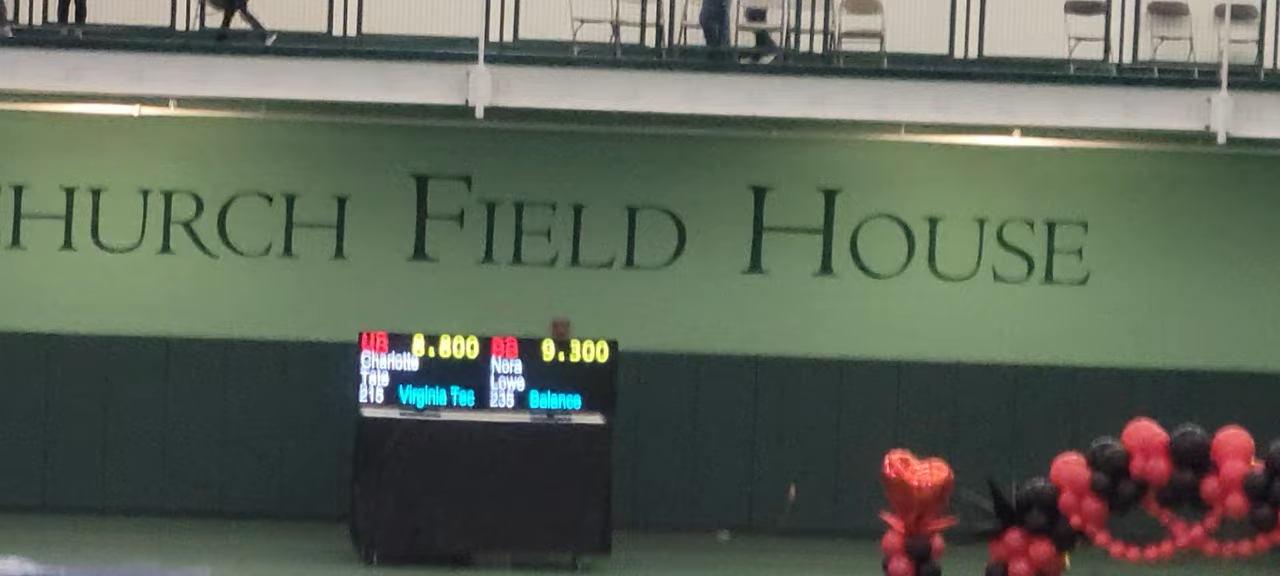 HURCH FIELD HOUSE
UB 8.800 BB 9.300
Charlotte Nora
Tate Lowe
215 Virginia Tec 235 Balance